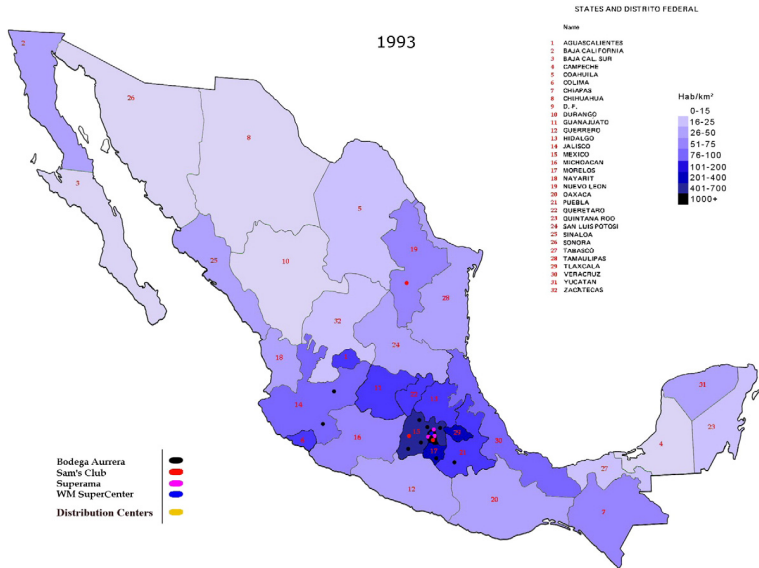 STATES AND DISTRITO FEDERAL
Name
1993
1 AGUASCALIENTES
2 BAJA CALIFORNIA
3 BAJA CAL. SUR
4 CAMPECHE
5 COAHUILA
6 COLIMA
7 CHIAPAS
8 CHIHUAHUA
9 D. F.
10 DURANGO
11 GUANAJUATO
12 GUERRERO
13 HIDALGO
14 JALISCO
15 MEXICO
16 MICHOACAN
17 MORELOS
18 NAYARIT
19 NUEVO LEON
20 OAXACA
21 PUEBLA
22 QUERETARO
23 QUINTANA ROO
24 SAN LUIS POTOSI
25 SINALOA
26 SONORA
27 TABASCO
28 TAMAULIPAS
29 TLAXCALA
30 VERACRUZ
31 YUCATAN
32 ZACATECAS
Hab/km²
0-15
16-25
26-50
51-75
76-100
101-200
201-400
401-700
1000+
2
26
8
3
5
19
25
10
28
32
24
18
31
14
23
16
30
4
27
12
20
7
Bodega Aurrera
Sam's Club
Superama
WM SuperCenter
Distribution Centers